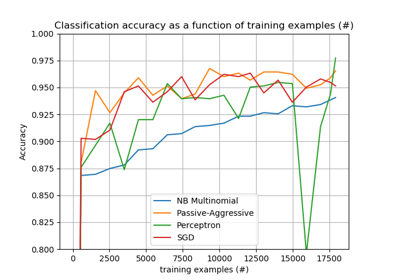 Classification accuracy as a function of training examples (#)
1.000
0.975
0.950
0.925
0.900
0.875
0.850
0.825
0.800
Accuracy
NB Multinomial
Passive-Aggressive
Perceptron
SGD
0 2500 5000 7500 10000 12500 15000 17500
training examples (#)